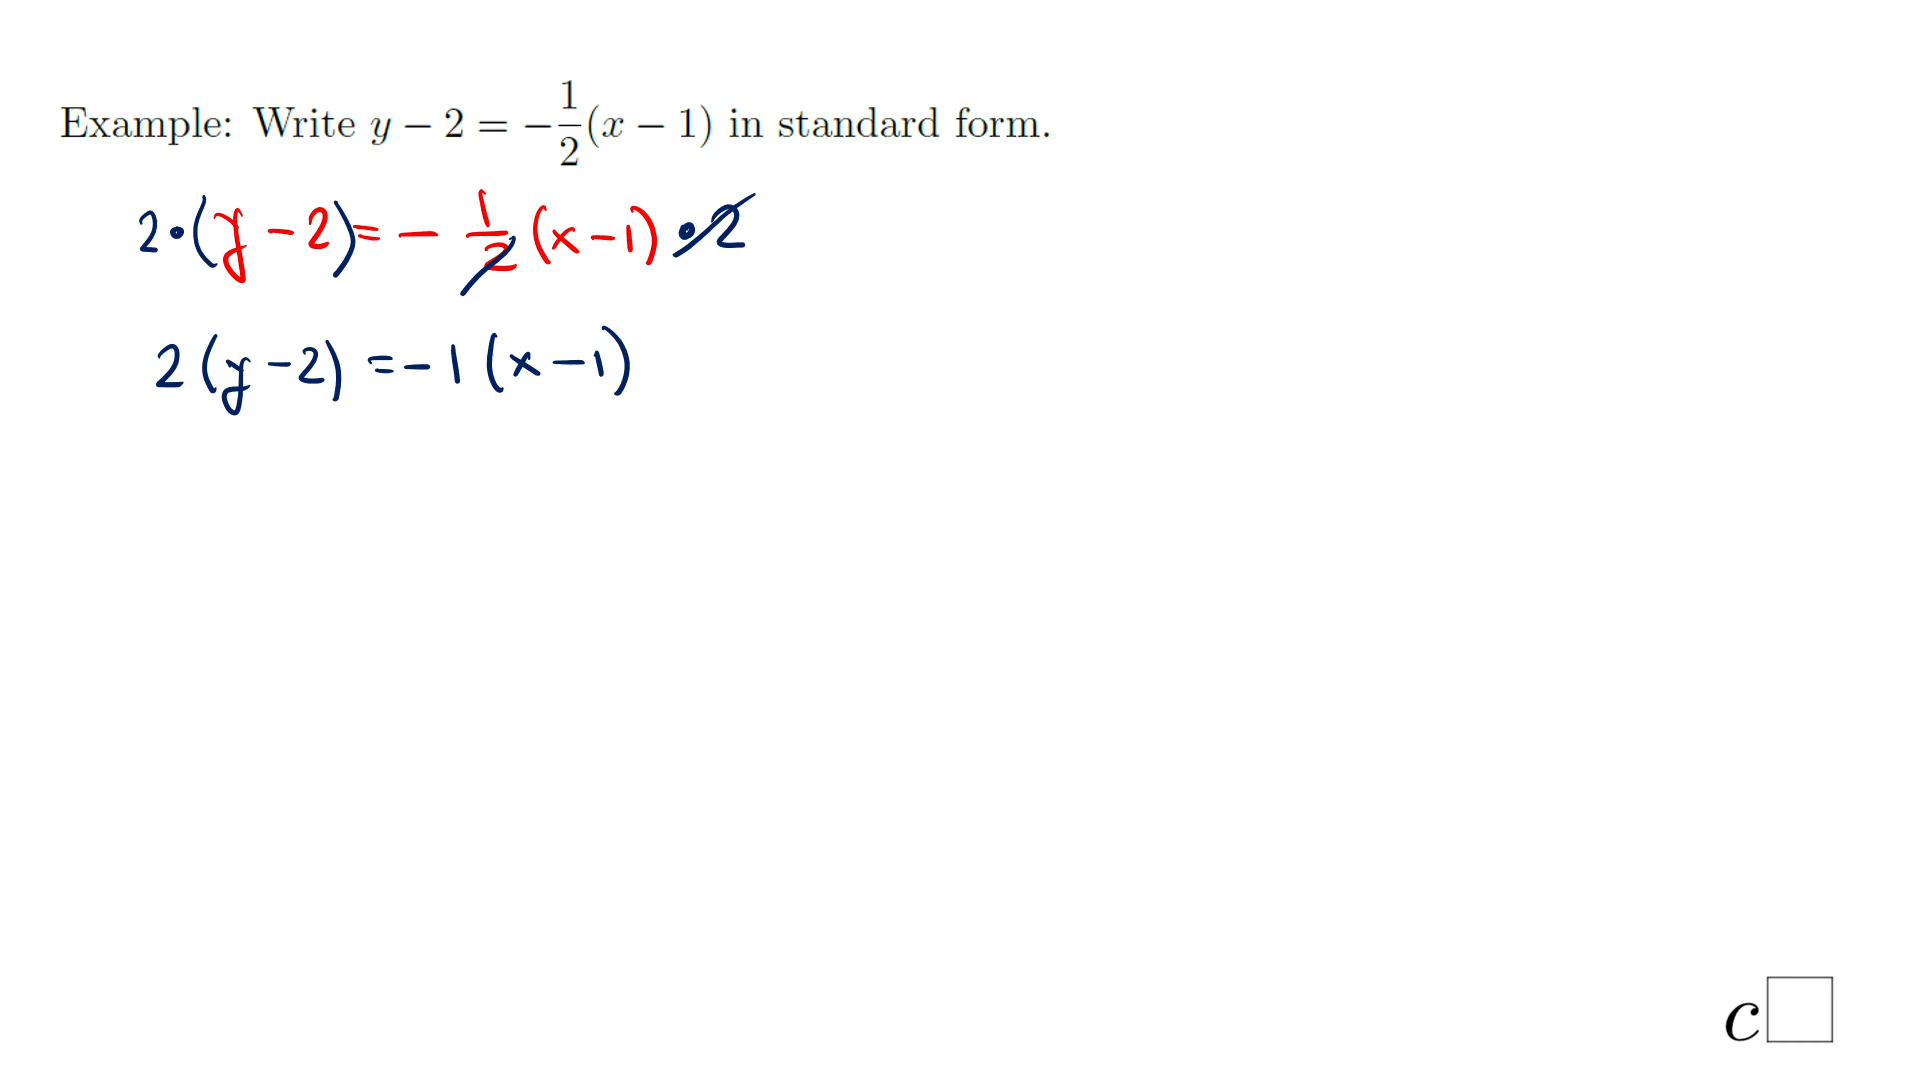 Example: Write y − 2 = −1/2(x − 1) in standard form.
2•(y − 2) = − 1/2 (x − 1) • 2
2 (y − 2) = − 1 (x − 1)
c